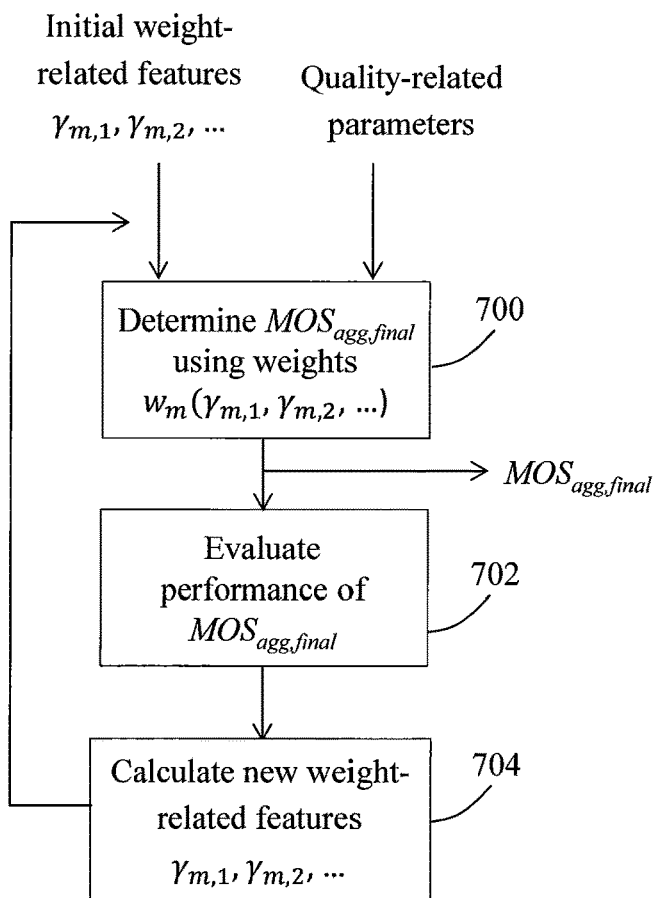 Initial weight-
related features
γm,1, γm,2, ...
Quality-related
parameters
Determine MOSagg,final
using weights
wm(γm,1, γm,2, ...)
700
MOSagg,final
Evaluate
performance of
MOSagg,final
702
Calculate new weight-
related features
γm,1, γm,2, ...
704